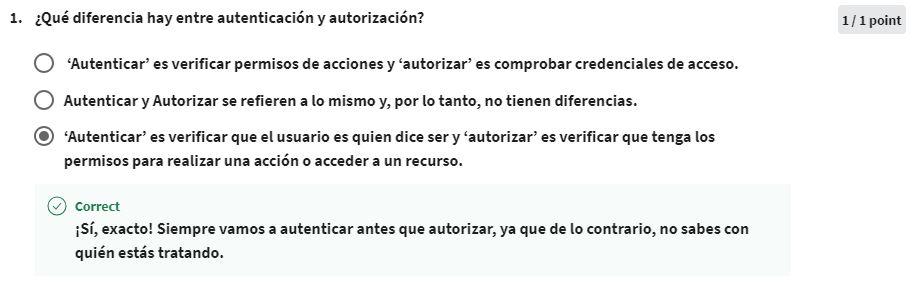 1. ¿Qué diferencia hay entre autenticación y autorización?
1 / 1 point
‘Autenticar’ es verificar permisos de acciones y ‘autorizar’ es comprobar credenciales de acceso.
Autenticar y Autorizar se refieren a lo mismo y, por lo tanto, no tienen diferencias.
‘Autenticar’ es verificar que el usuario es quien dice ser y ‘autorizar’ es verificar que tenga los
permisos para realizar una acción o acceder a un recurso.
Correct
¡Sí, exacto! Siempre vamos a autenticar antes que autorizar, ya que de lo contrario, no sabes con
quién estás tratando.